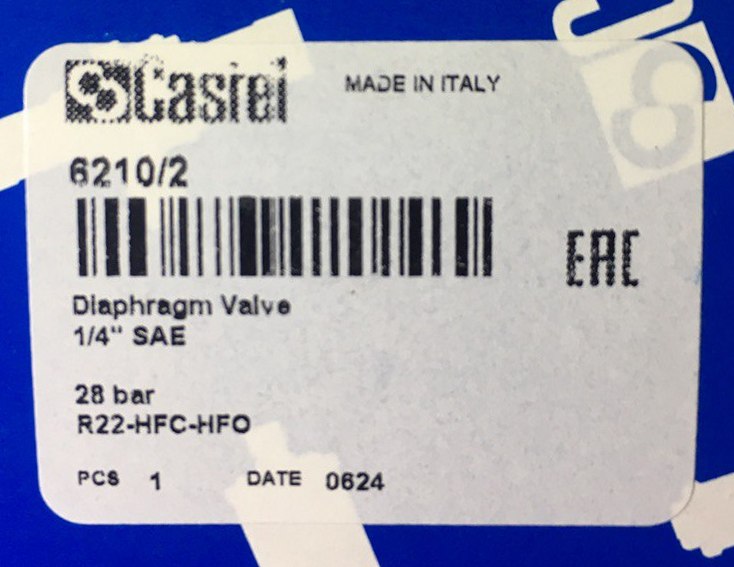 Castel
MADE IN ITALY
6210/2
EAC
Diaphragm Valve
1/4" SAE
28 bar
R22-HFC-HFO
PCS 1 DATE 0624